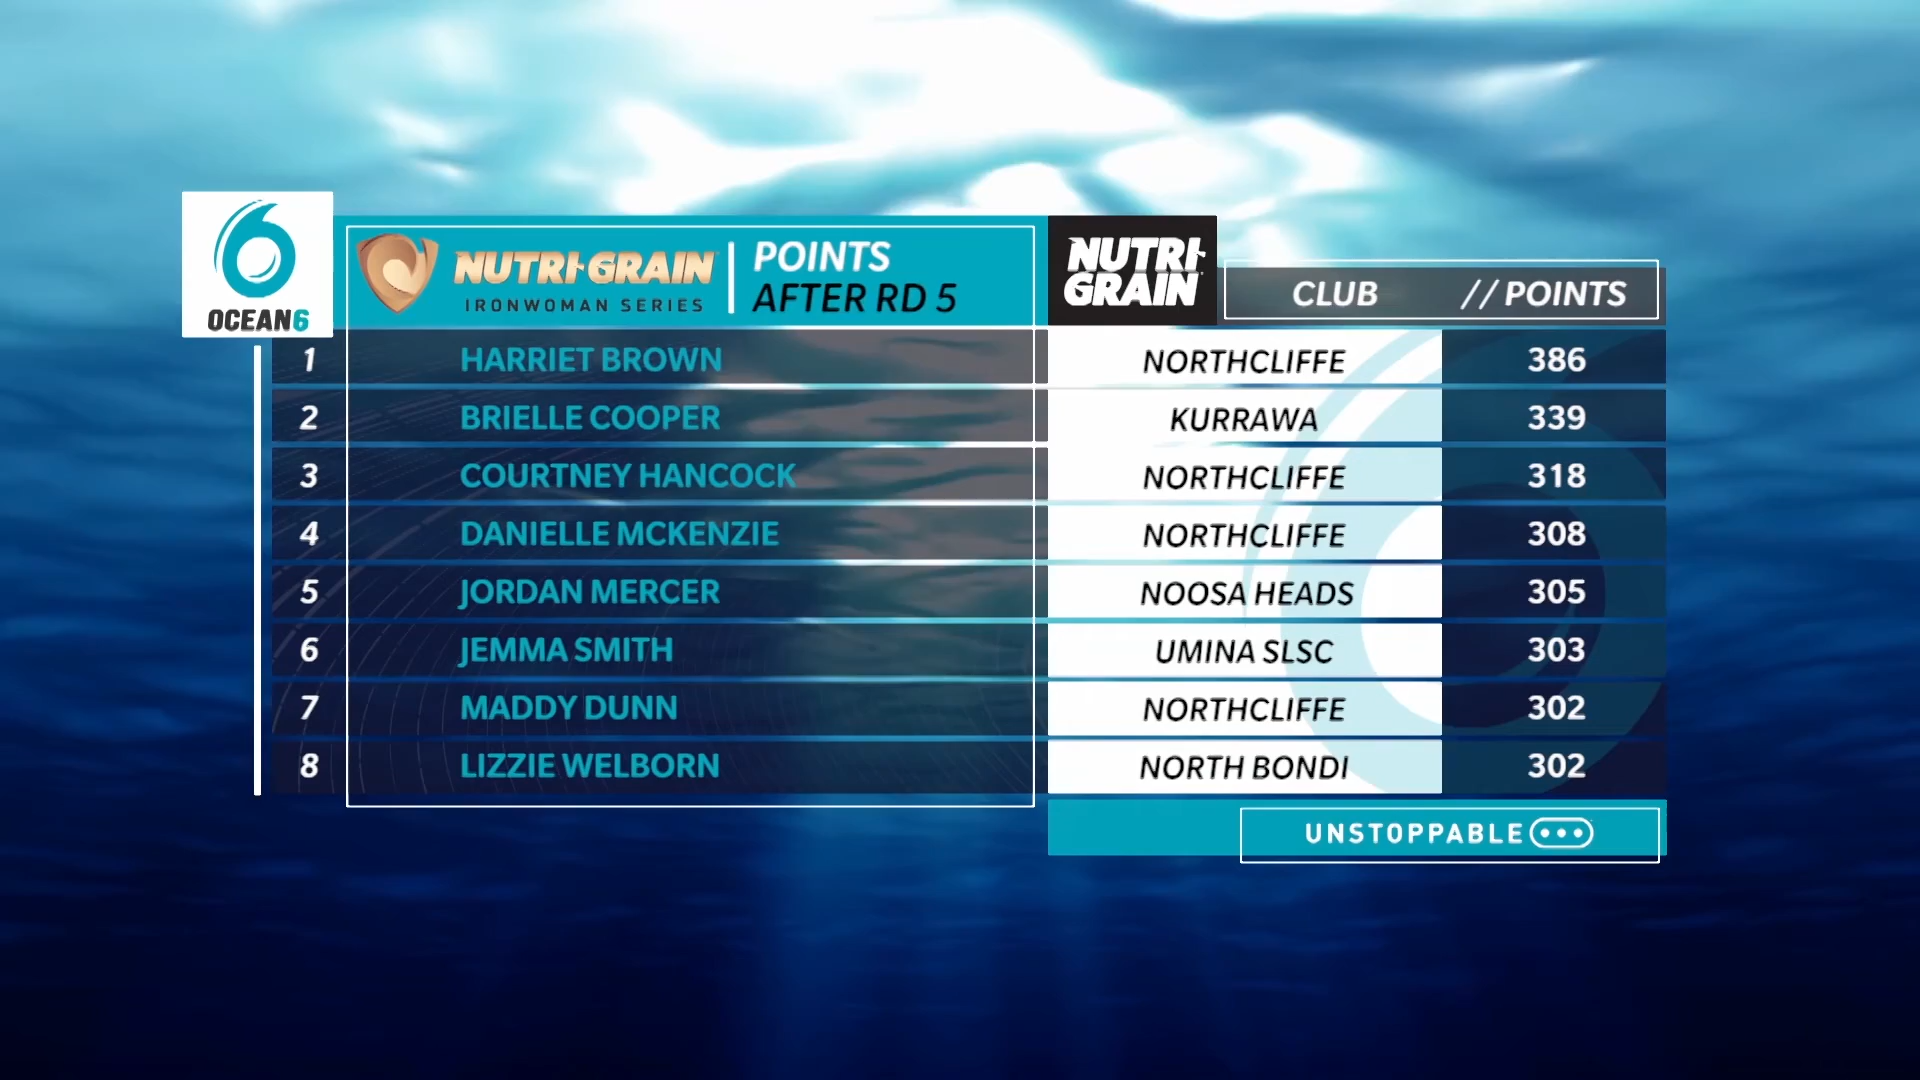 OCEAN6
NUTRI-GRAIN
IRONWOMAN SERIES
POINTS
AFTER RD 5
NUTRI-
GRAIN
CLUB // POINTS
1 HARRIET BROWN NORTHCLIFFE 386
2 BRIELLE COOPER KURRAWA 339
3 COURTNEY HANCOCK NORTHCLIFFE 318
4 DANIELLE MCKENZIE NORTHCLIFFE 308
5 JORDAN MERCER NOOSA HEADS 305
6 JEMMA SMITH UMINA SLSC 303
7 MADDY DUNN NORTHCLIFFE 302
8 LIZZIE WELBORN NORTH BONDI 302
UNSTOPPABLE